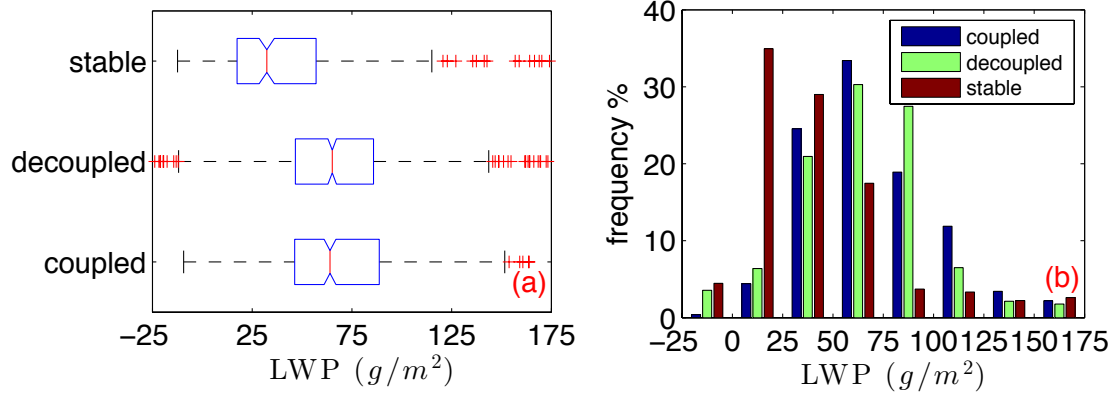 stable
decoupled
coupled
−25 25 75 125 175
LWP (g/m²)
(a)
40
30
20
10
0
frequency %
coupled
decoupled
stable
−25 0 25 50 75 100 125 150 175
LWP (g/m²)
(b)